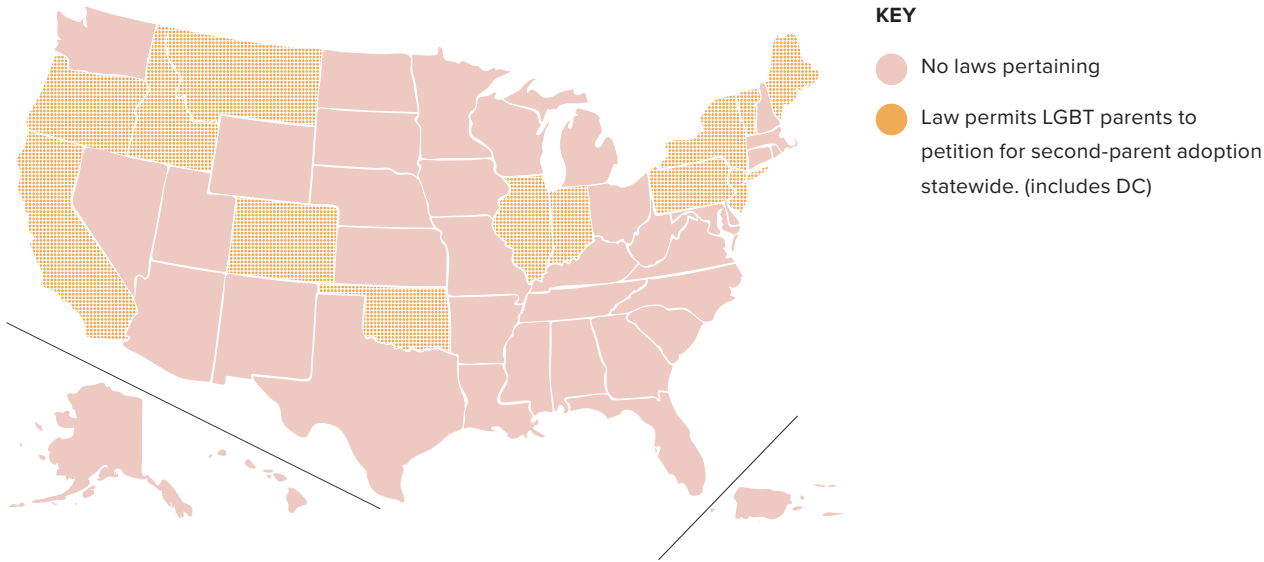 KEY
No laws pertaining
Law permits LGBT parents to
petition for second-parent adoption
statewide. (includes DC)